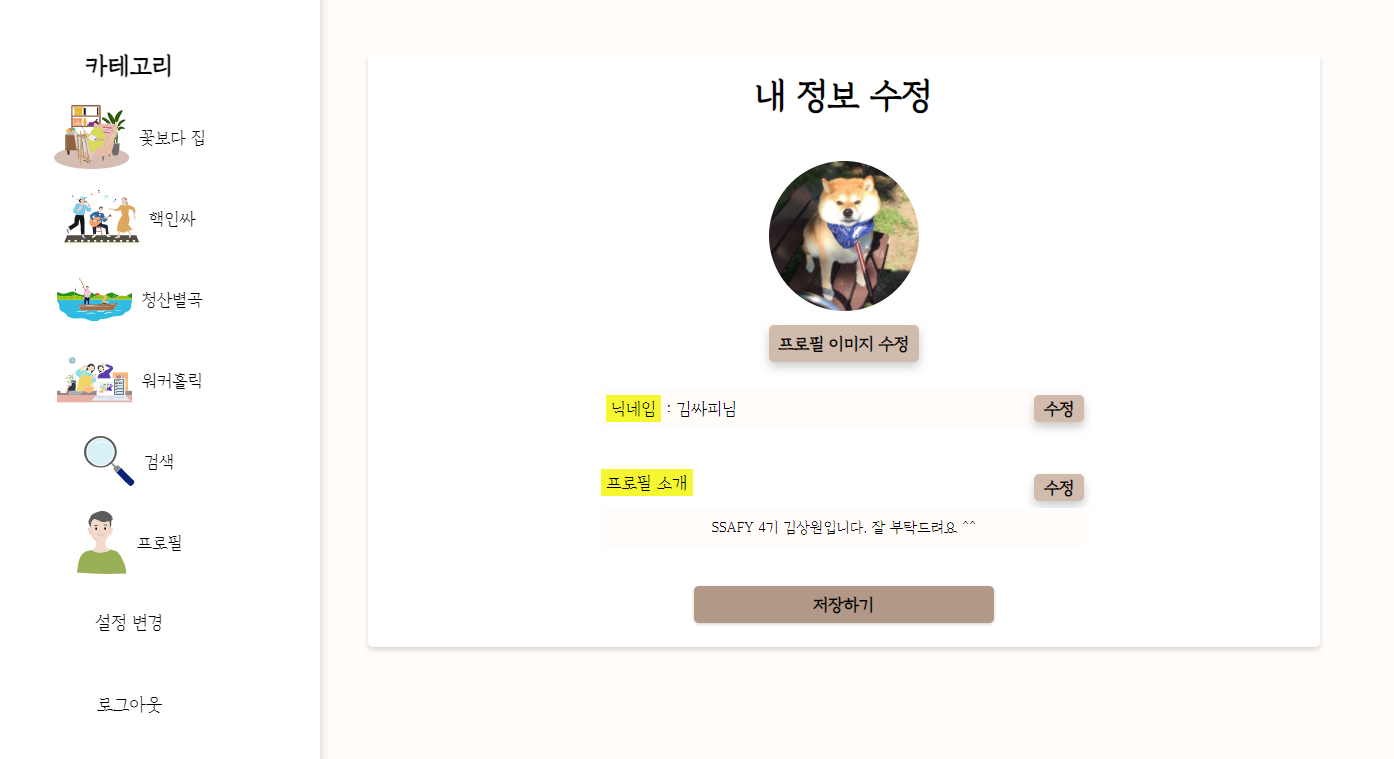 카테고리
꽃보다 집
핵인싸
청산별곡
워커홀릭
검색
프로필
설정 변경
로그아웃
내 정보 수정
프로필 이미지 수정
닉네임 : 김싸피님 수정
프로필 소개 수정
SSAFY 4기 김상원입니다. 잘 부탁드려요 ^^
저장하기